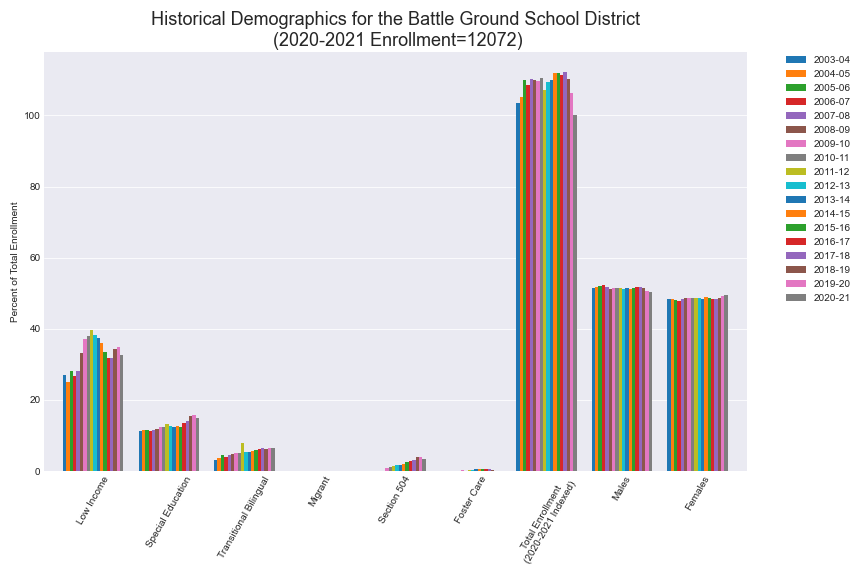 Historical Demographics for the Battle Ground School District
(2020-2021 Enrollment=12072)
Percent of Total Enrollment
100
80
60
40
20
0
Low Income
Special Education
Transitional Bilingual
Migrant
Section 504
Foster Care
Total Enrollment
(2020-2021 Indexed)
Males
Females
2003-04
2004-05
2005-06
2006-07
2007-08
2008-09
2009-10
2010-11
2011-12
2012-13
2013-14
2014-15
2015-16
2016-17
2017-18
2018-19
2019-20
2020-21